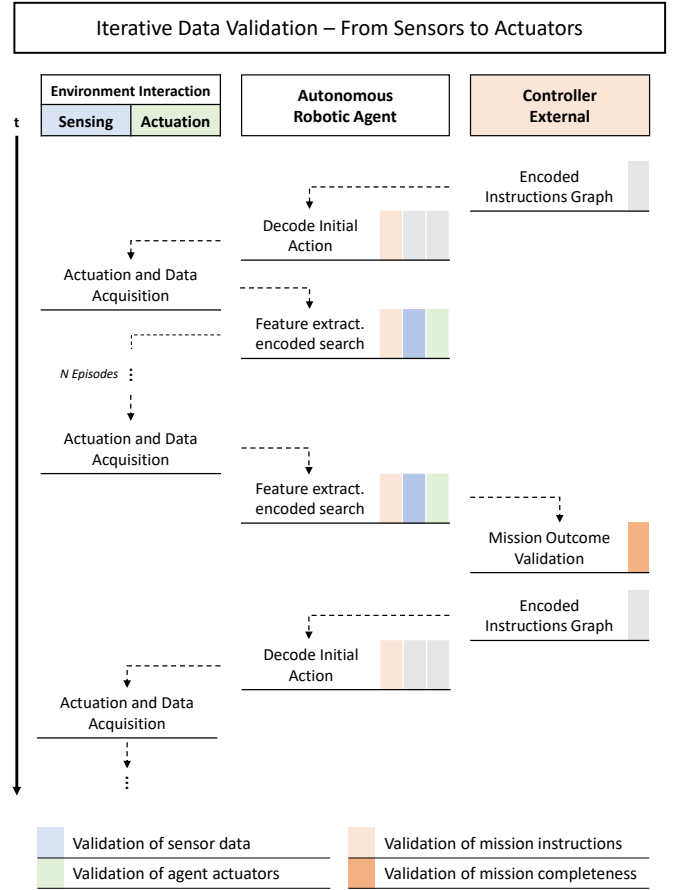 Iterative Data Validation – From Sensors to Actuators
Environment Interaction
Sensing
Actuation
Autonomous
Robotic Agent
Controller
External
t
Encoded
Instructions Graph
Decode Initial
Action
Actuation and Data
Acquisition
Feature extract.
encoded search
N Episodes
Actuation and Data
Acquisition
Feature extract.
encoded search
Mission Outcome
Validation
Encoded
Instructions Graph
Decode Initial
Action
Actuation and Data
Acquisition
Validation of sensor data
Validation of mission instructions
Validation of agent actuators
Validation of mission completeness